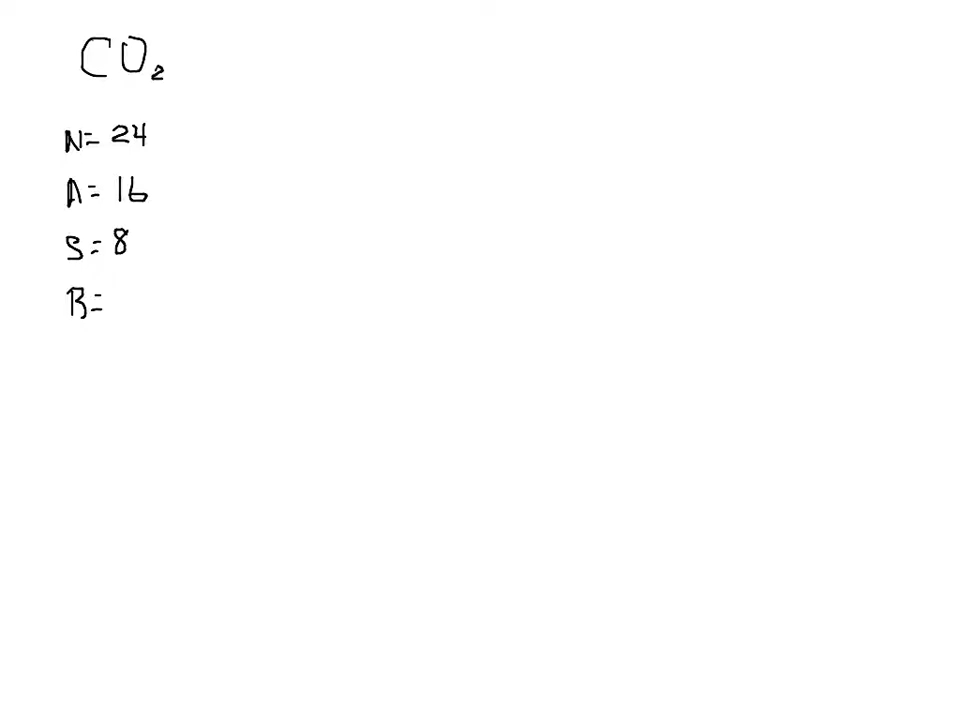 CO₂
N= 24
A= 16
S= 8
B=